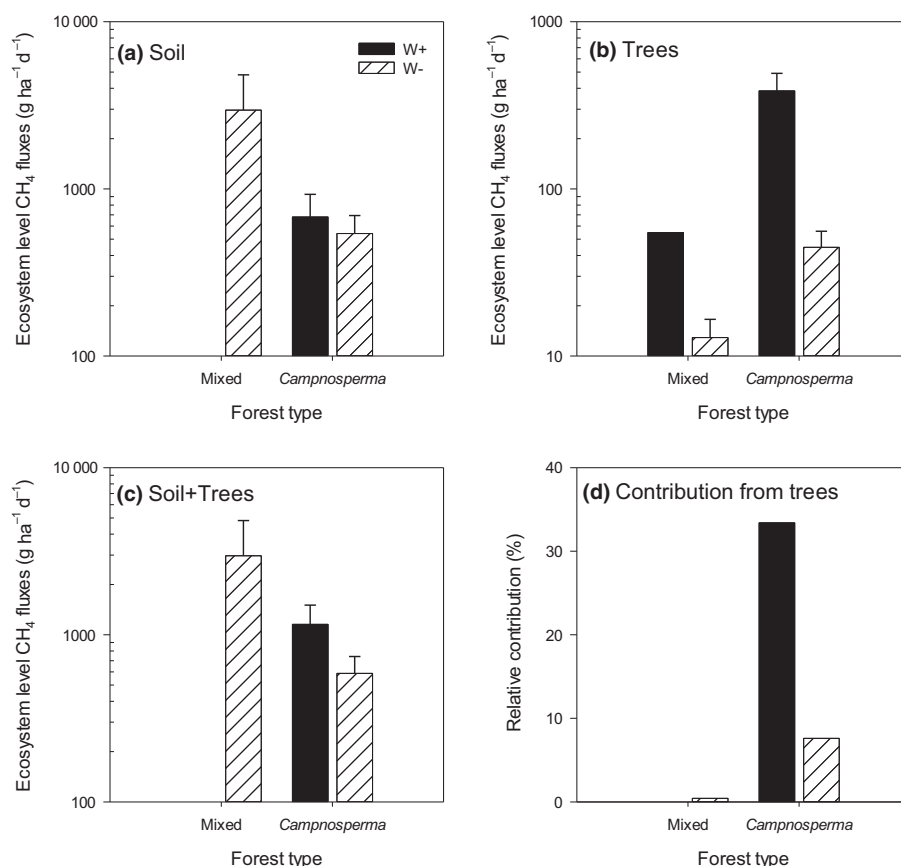 (a) Soil
W+
W-
10 000
1000
100
Ecosystem level CH₄ fluxes (g ha⁻¹ d⁻¹)
Mixed
Campnosperma
Forest type
(b) Trees
1000
100
10
Ecosystem level CH₄ fluxes (g ha⁻¹ d⁻¹)
Mixed
Campnosperma
Forest type
(c) Soil+Trees
10 000
1000
100
Ecosystem level CH₄ fluxes (g ha⁻¹ d⁻¹)
Mixed
Campnosperma
Forest type
(d) Contribution from trees
40
30
20
10
0
Relative contribution (%)
Mixed
Campnosperma
Forest type